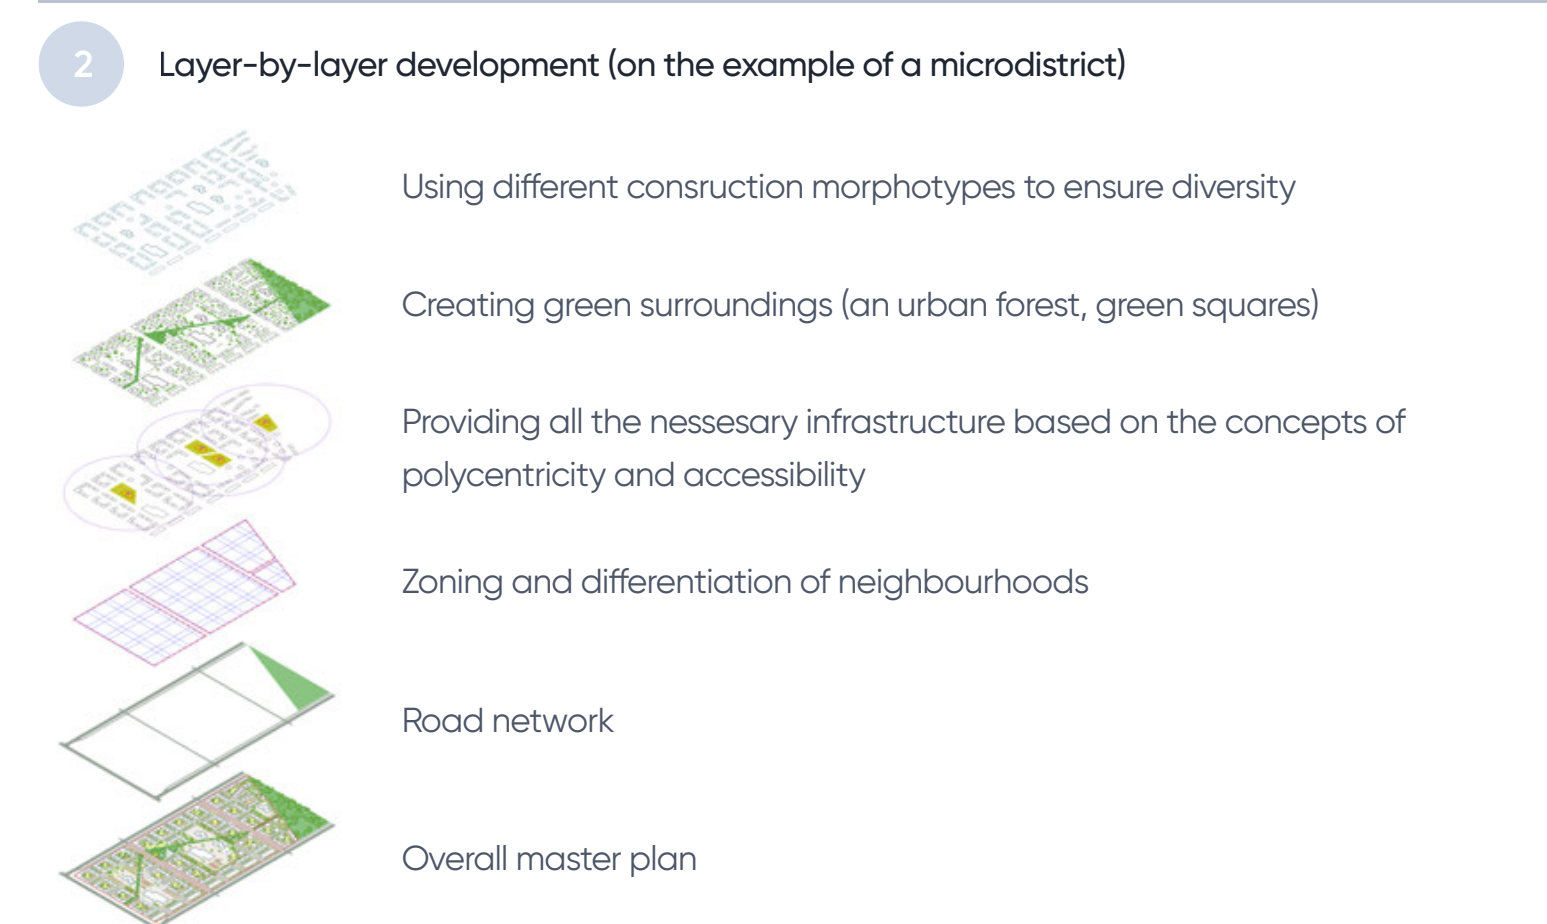 2
Layer-by-layer development (on the example of a microdistrict)
Using different consruction morphotypes to ensure diversity
Creating green surroundings (an urban forest, green squares)
Providing all the nessesary infrastructure based on the concepts of
polycentricity and accessibility
Zoning and differentiation of neighbourhoods
Road network
Overall master plan